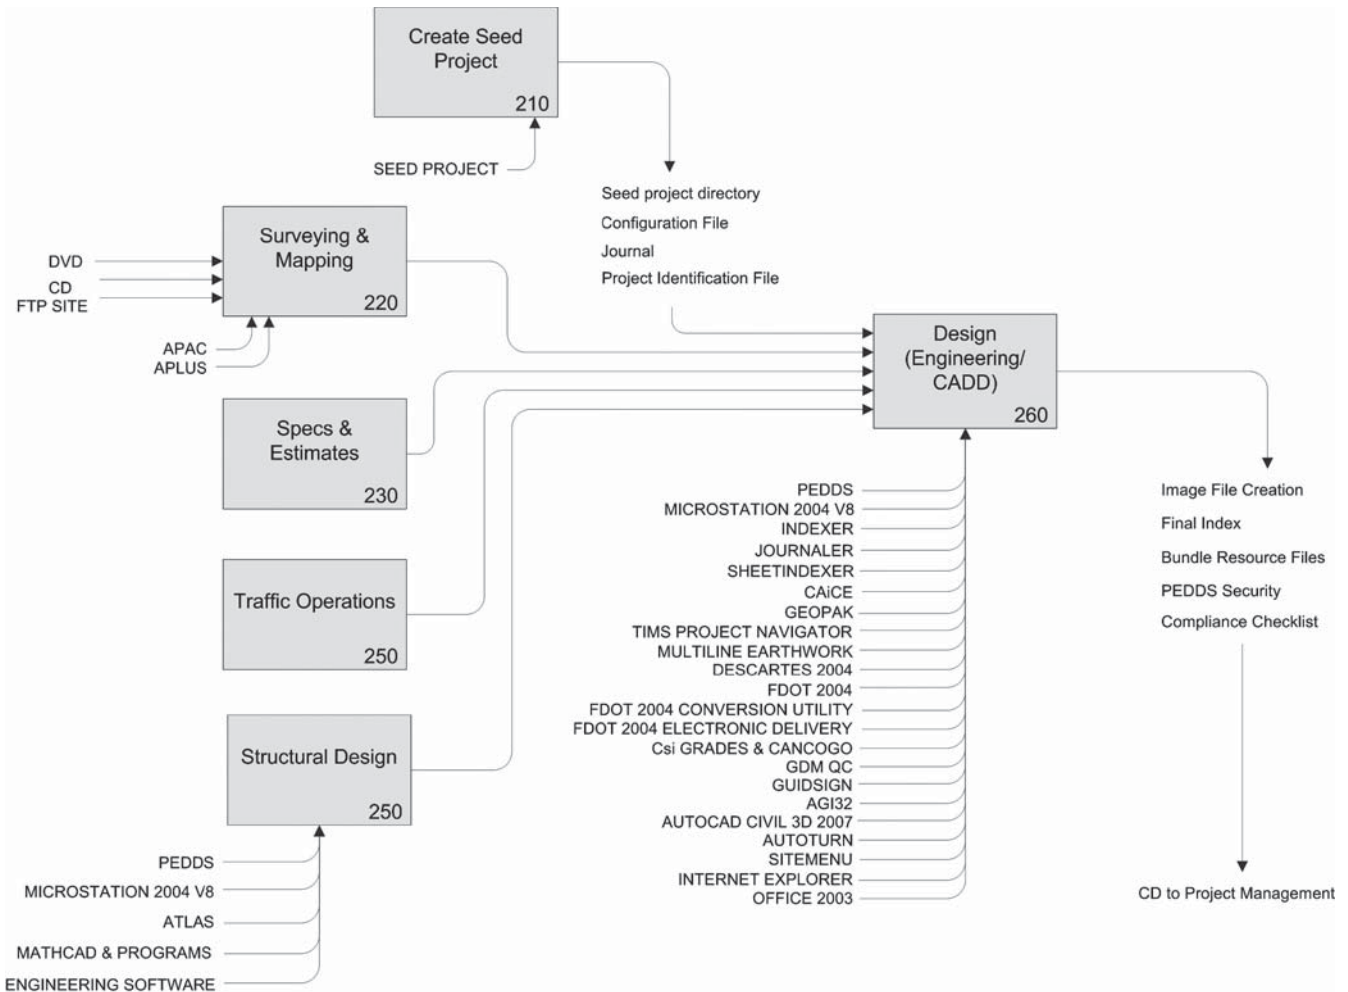 Create Seed
Project
210
SEED PROJECT
Seed project directory
Configuration File
Journal
Project Identification File
Surveying &
Mapping
220
DVD
CD
FTP SITE
APAC
APLUS
Design
(Engineering/
CADD)
260
Specs &
Estimates
230
Traffic Operations
250
Structural Design
250
PEDDS
MICROSTATION 2004 V8
ATLAS
MATHCAD & PROGRAMS
ENGINEERING SOFTWARE
PEDDS
MICROSTATION 2004 V8
INDEXER
JOURNALER
SHEETINDEXER
CAiCE
GEOPAK
TIMS PROJECT NAVIGATOR
MULTILINE EARTHWORK
DESCARTES 2004
FDOT 2004
FDOT 2004 CONVERSION UTILITY
FDOT 2004 ELECTRONIC DELIVERY
Csi GRADES & CANCOGO
GDM QC
GUIDSIGN
AGI32
AUTOCAD CIVIL 3D 2007
AUTOTURN
SITEMENU
INTERNET EXPLORER
OFFICE 2003
Image File Creation
Final Index
Bundle Resource Files
PEDDS Security
Compliance Checklist
CD to Project Management